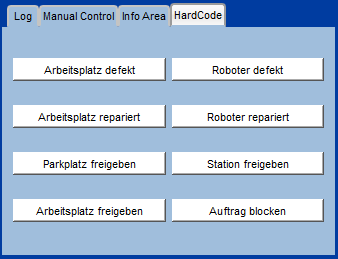 Log Manual Control Info Area HardCode
Arbeitsplatz defekt Roboter defekt
Arbeitsplatz repariert Roboter repariert
Parkplatz freigeben Station freigeben
Arbeitsplatz freigeben Auftrag blocken